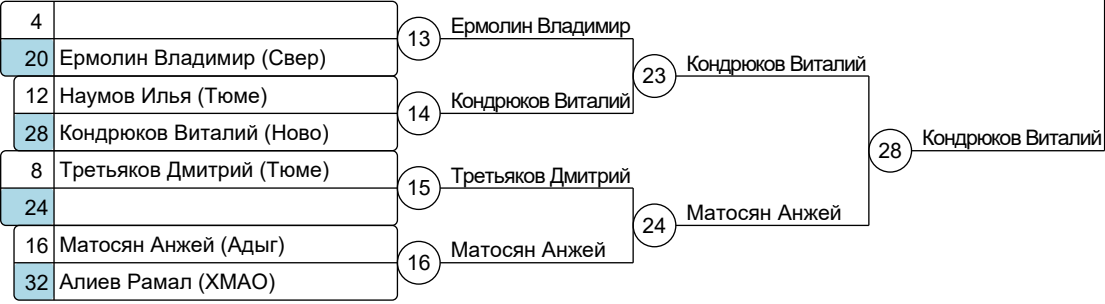 4
20 Ермолин Владимир (Свер)
13
Ермолин Владимир
12 Наумов Илья (Тюме)
28 Кондрюков Виталий (Ново)
14
Кондрюков Виталий
23
Кондрюков Виталий
8 Третьяков Дмитрий (Тюме)
24
15
Третьяков Дмитрий
16 Матосян Анжей (Адыг)
32 Алиев Рамал (ХМАО)
16
Матосян Анжей
24
Матосян Анжей
28
Кондрюков Виталий